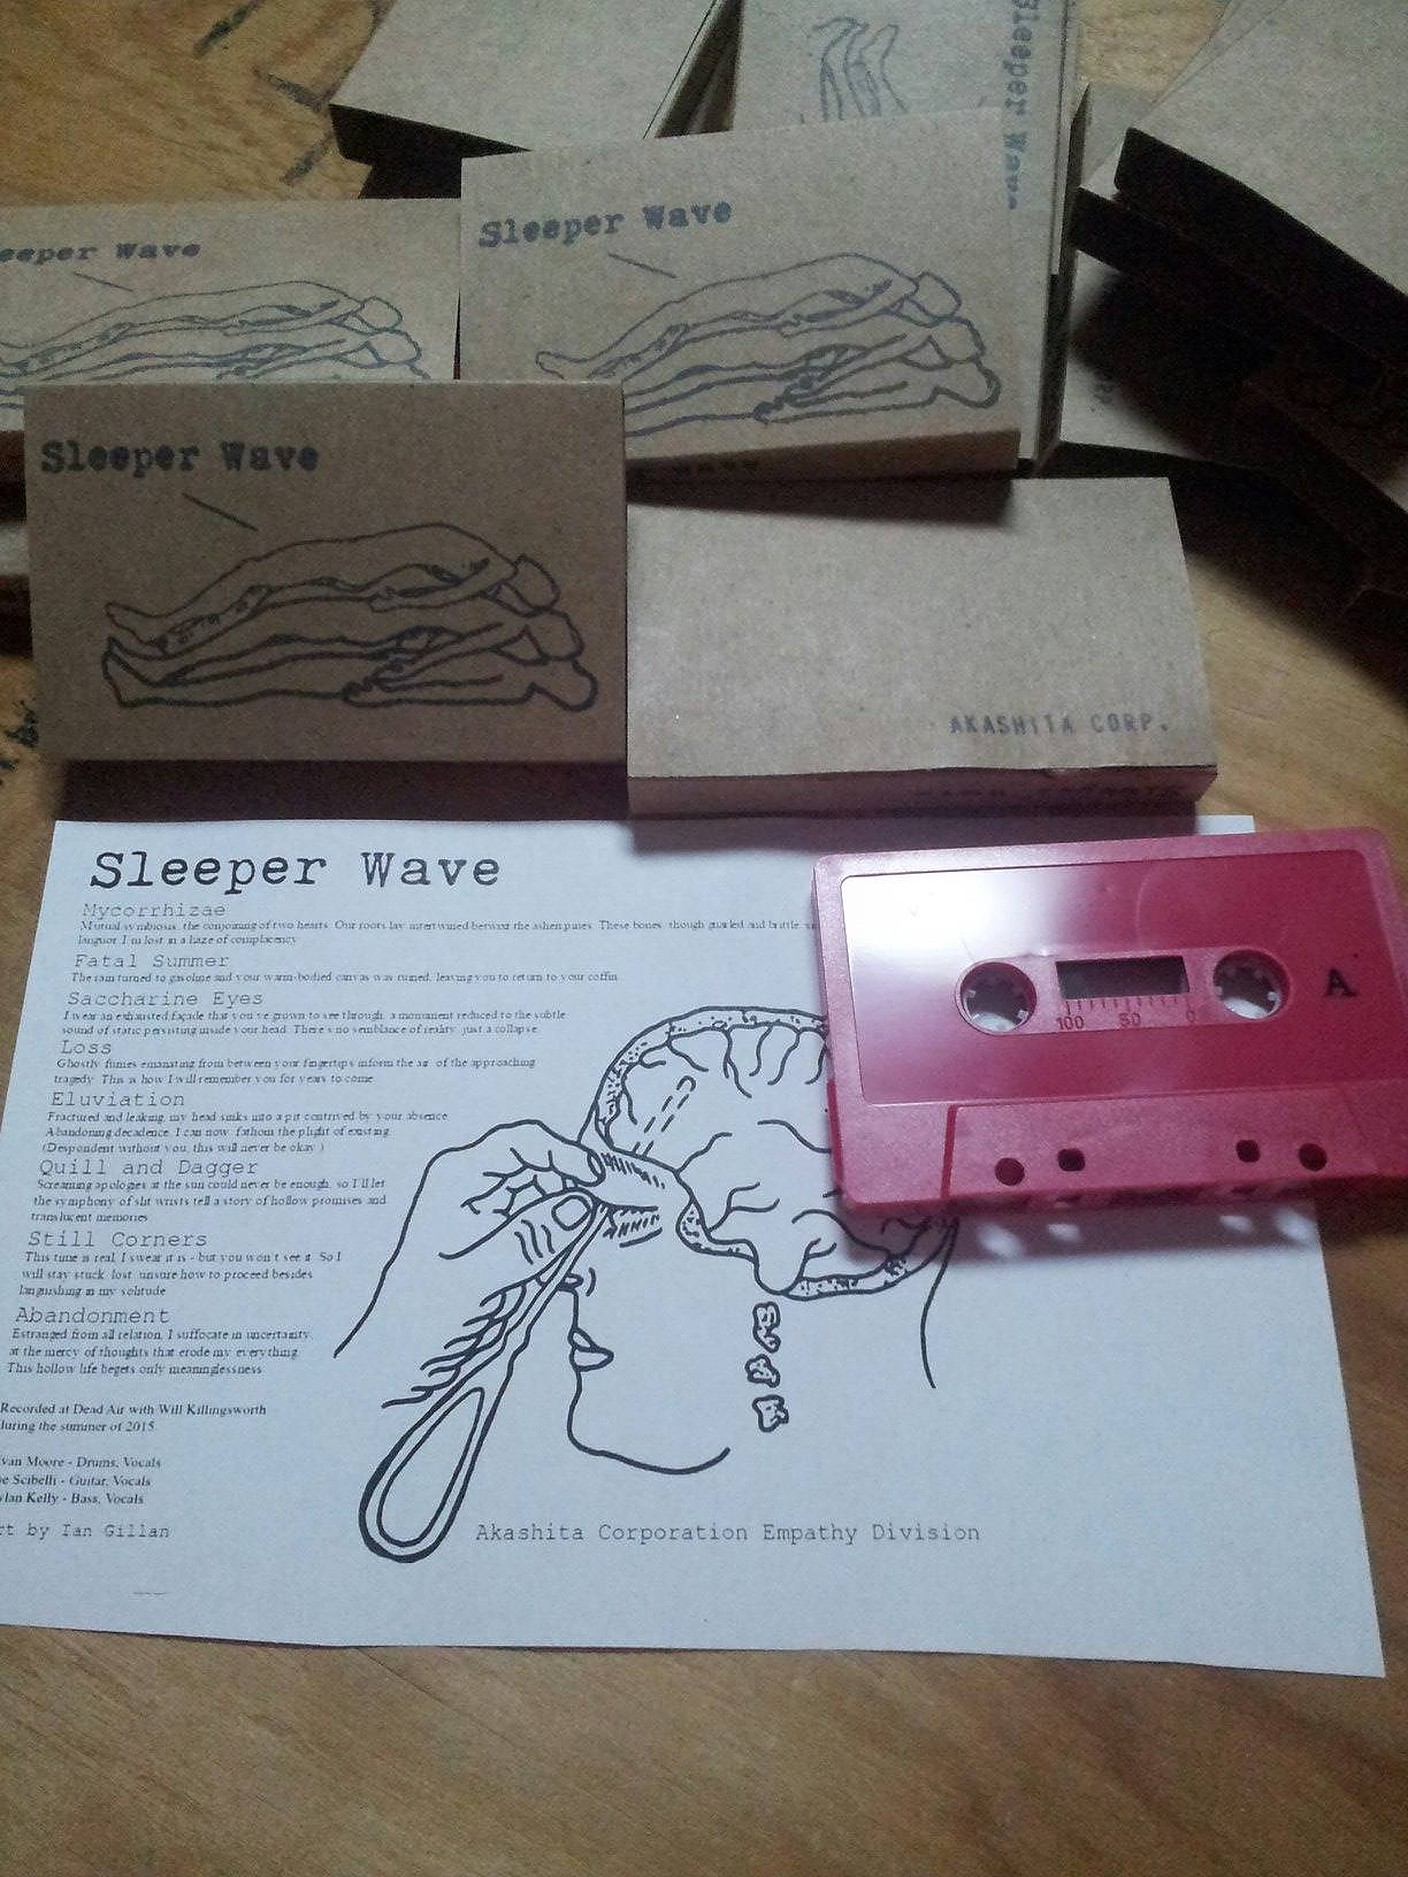 Sleeper Wave
Sleeper Wave
eeper Wave
Sleeper Wave
AKASHITA CORP.
Sleeper Wave
Mycorrhizae
Mutual symbiosis, the conjoining of two hearts. Our roots lay intertwined betwixt the ashen pines. These bones, though gnarled and brittle,
languor I'm lost in a haze of complacency
Fatal Summer
The rain turned to gasoline and your warm-bodied canvas was ruined, leaving you to return to your coffin.
Saccharine Eyes
I wear an exhausted façade that you've grown to see through, a monument reduced to the subtle
sound of static persisting inside your head. There's no semblance of reality, just a collapse.
Loss
Ghostly fumes emanating from between your fingertips inform the air of the approaching
tragedy. This is how I will remember you for years to come
Eluviation
Fractured and leaking, my head sinks into a pit contrived by your absence.
Abandoning decadence, I can now fathom the plight of existing.
(Despondent without you, this will never be okay.)
Quill and Dagger
Screaming apologies at the sun could never be enough, so I'll let
the symphony of slit wrists tell a story of hollow promises and
translucent memories
Still Corners
This time is real, I swear it is - but you won't see it. So I
will stay stuck, lost, unsure how to proceed besides
languishing in my solitude
Abandonment
Estranged from all relation, I suffocate in uncertainty,
at the mercy of thoughts that erode my everything.
This hollow life begets only meaninglessness
Recorded at Dead Air with Will Killingsworth
during the summer of 2015
van Moore - Drums, Vocals
e Scibelli - Guitar, Vocals
ylan Kelly - Bass, Vocals
rt by Ian Gillan
Akashita Corporation Empathy Division
A
100 50 0